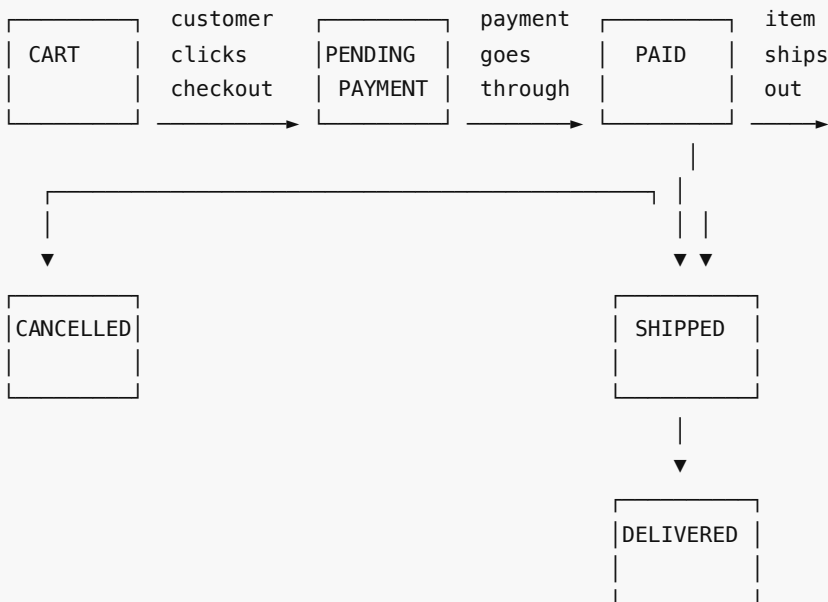 customer payment item
CART clicks PENDING goes PAID ships
checkout PAYMENT through out
CANCELLED SHIPPED
DELIVERED